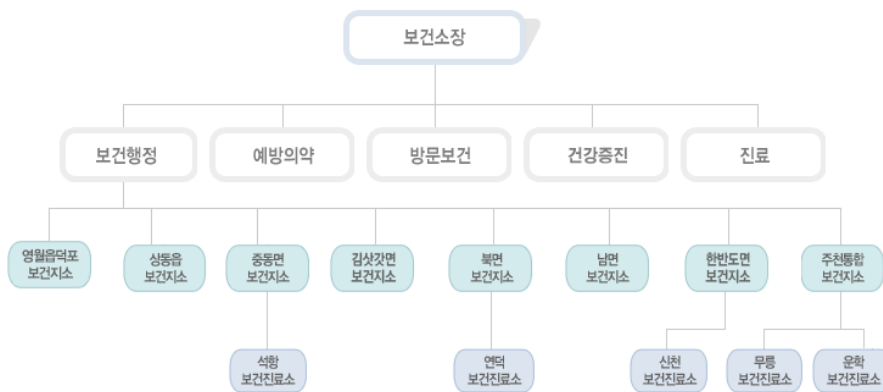 보건소장
보건행정
예방의약
방문보건
건강증진
진료
영월읍덕포
보건지소
상동읍
보건지소
중동면
보건지소
김삿갓면
보건지소
북면
보건지소
남면
보건지소
한반도면
보건지소
주천통합
보건지소
석항
보건진료소
연덕
보건진료소
신천
보건진료소
무릉
보건진료소
운학
보건진료소